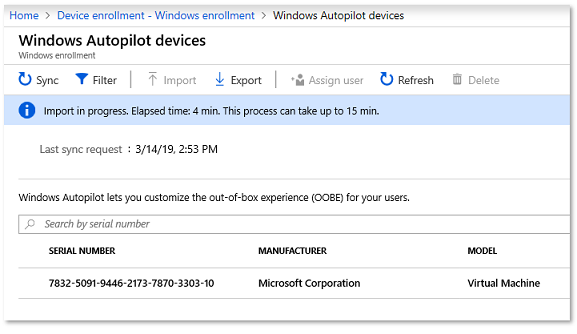 Home > Device enrollment - Windows enrollment > Windows Autopilot devices
Windows Autopilot devices
Windows enrollment
Sync Filter Import Export Assign user Refresh Delete
Import in progress. Elapsed time: 4 min. This process can take up to 15 min.
Last sync request : 3/14/19, 2:53 PM
Windows Autopilot lets you customize the out-of-box experience (OOBE) for your users.
Search by serial number
SERIAL NUMBER MANUFACTURER MODEL
7832-5091-9446-2173-7870-3303-10 Microsoft Corporation Virtual Machine